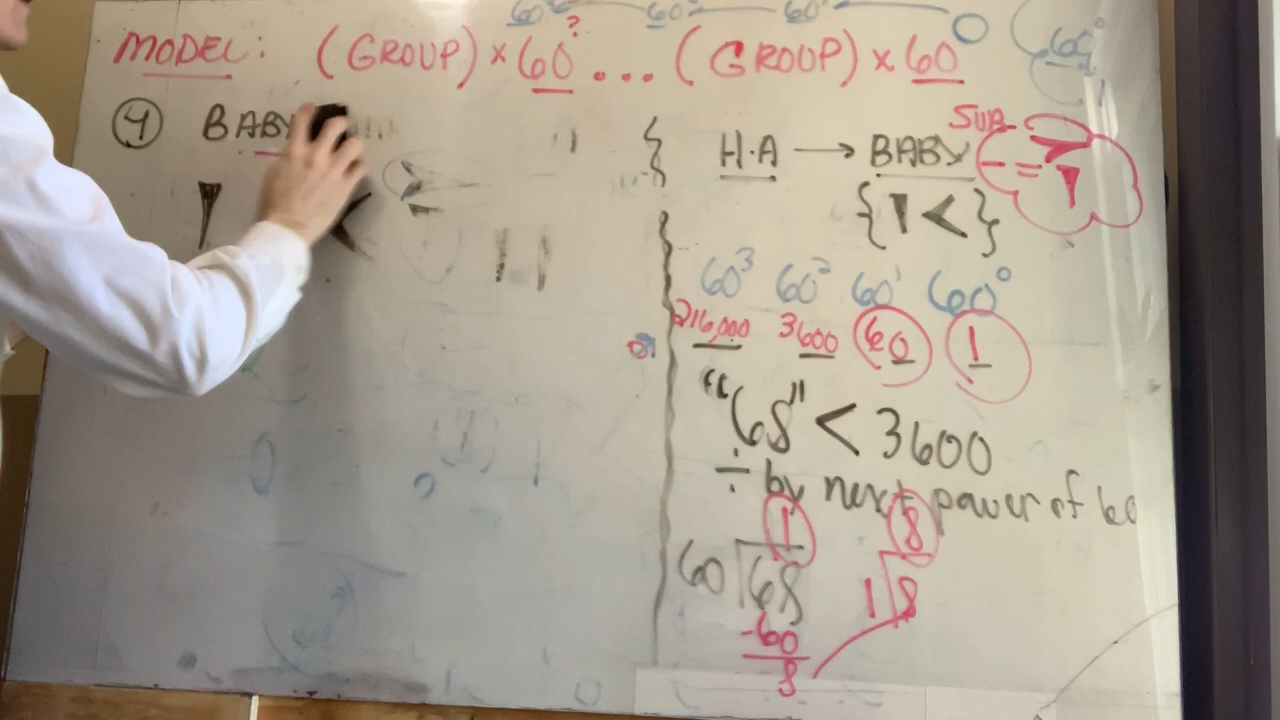 MODEL: (GROUP) × 60? ... (GROUP) × 60⁰
④ BABY
H·A → BABY
{𒁹 <}
SUB
- =
60³ 60² 60¹ 60⁰
216,000 3600 60 1
"68" < 3600
÷ by next power of 60
1 8
60 68 1 8
-60
8